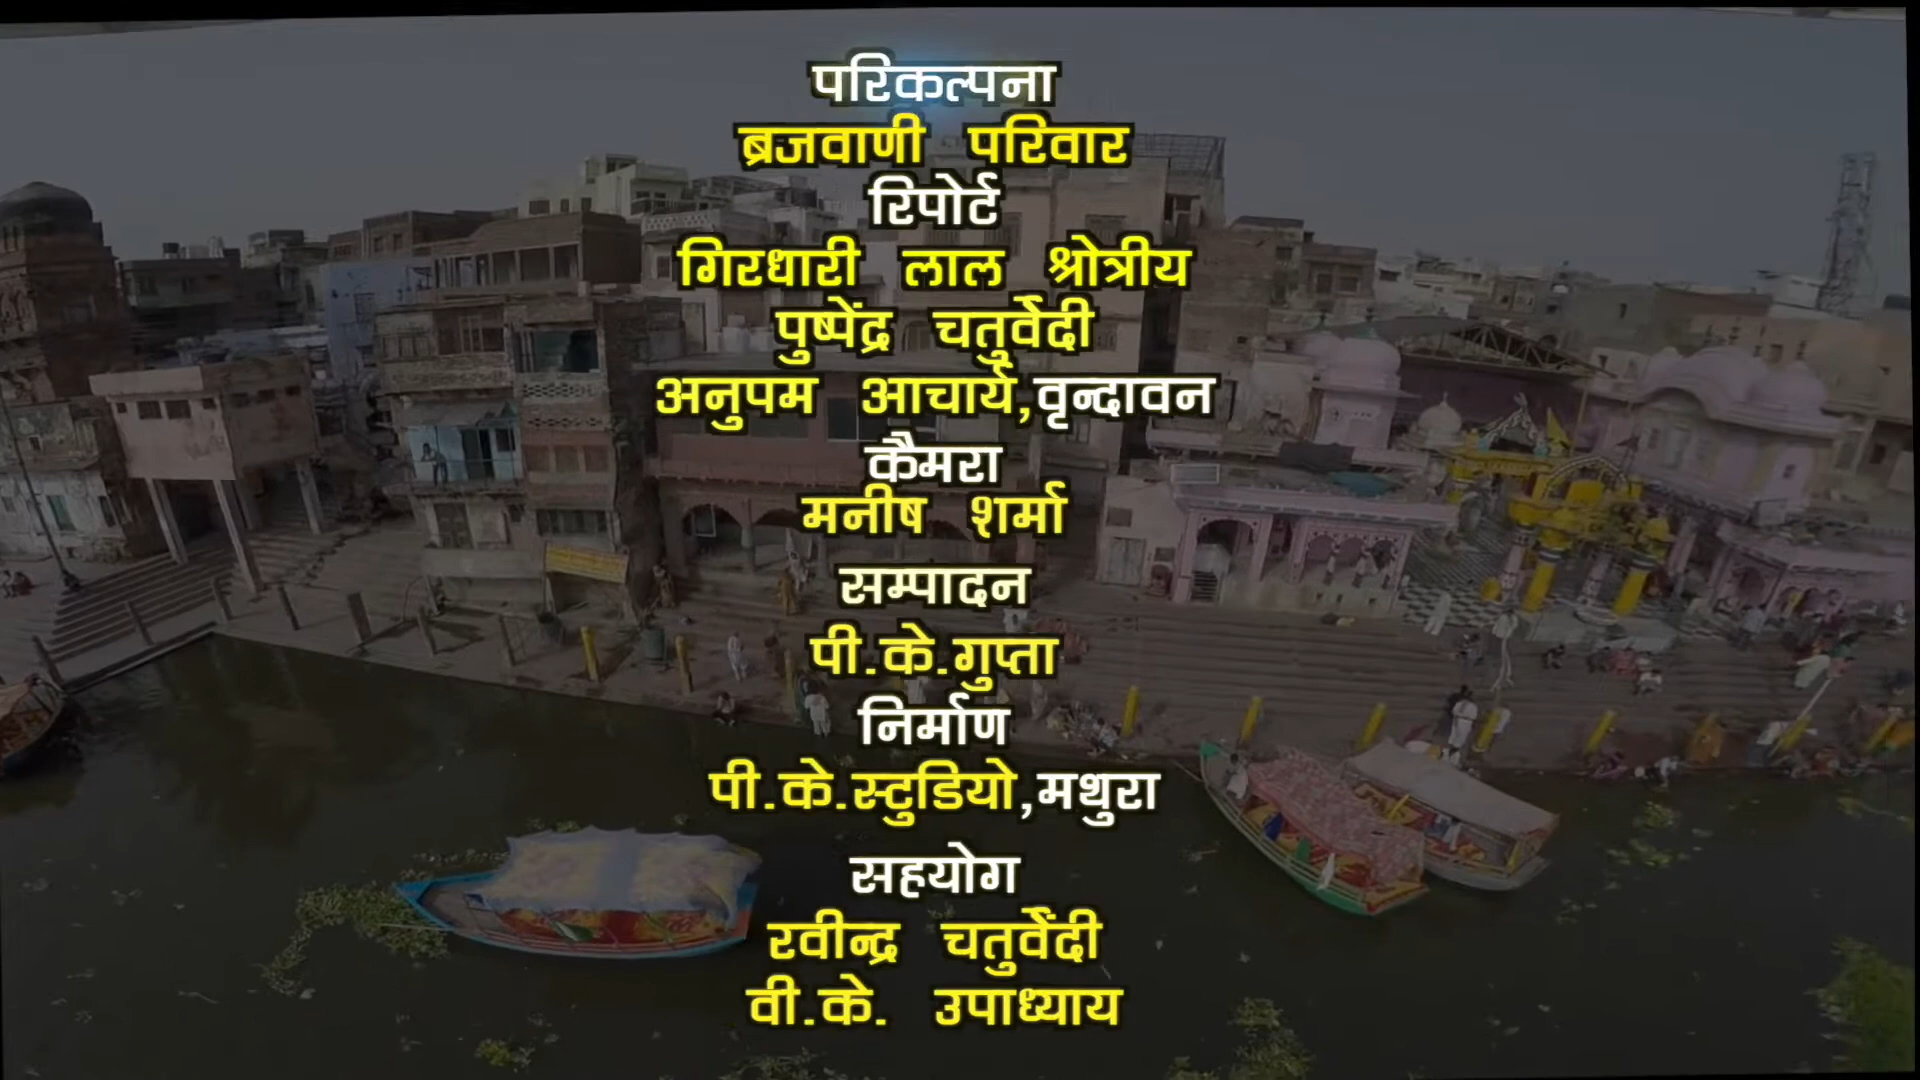 परिकल्पना
ब्रजवाणी परिवार
रिपोर्ट
गिरधारी लाल श्रोत्रीय
पुष्पेंद्र चतुर्वेदी
अनुपम आचार्य,वृन्दावन
कैमरा
मनीष शर्मा
सम्पादन
पी.के.गुप्ता
निर्माण
पी.के.स्टुडियो,मथुरा
सहयोग
रवीन्द्र चतुर्वेदी
वी.के. उपाध्याय